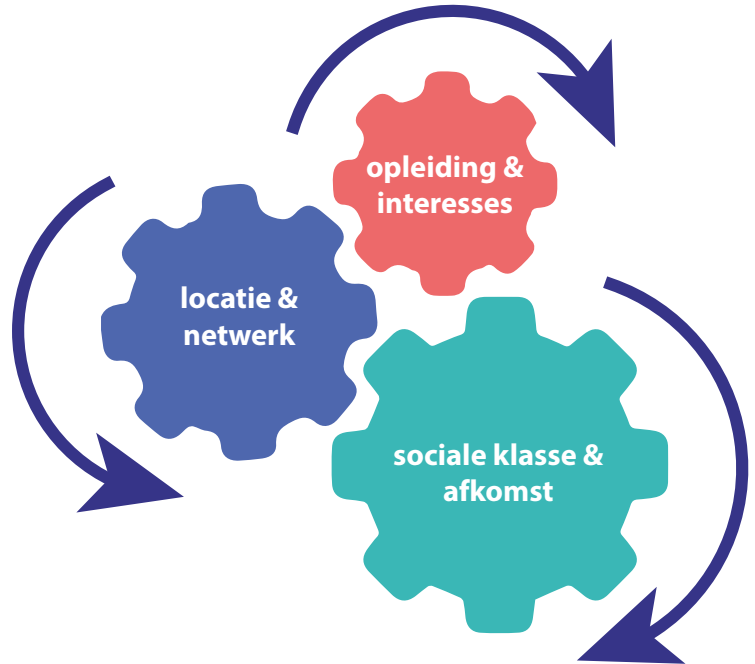 opleiding &
interesses
locatie &
netwerk
sociale klasse &
afkomst